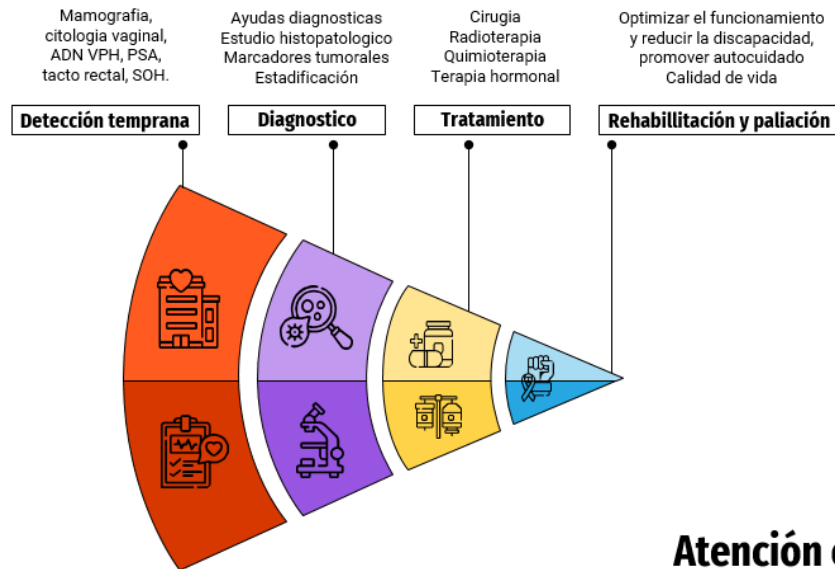 Mamografia,
citologia vaginal,
ADN VPH, PSA,
tacto rectal, SOH.
Detección temprana
Ayudas diagnosticas
Estudio histopatologico
Marcadores tumorales
Estadificación
Diagnostico
Cirugia
Radioterapia
Quimioterapia
Terapia hormonal
Tratamiento
Optimizar el funcionamiento
y reducir la discapacidad,
promover autocuidado
Calidad de vida
Rehabillitación y paliación
Atención